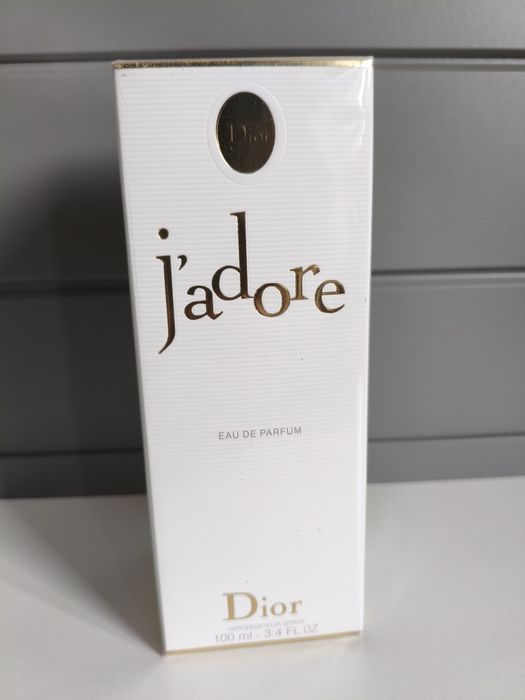 Dior
j'adore
EAU DE PARFUM
Dior
VAPORISATEUR SPRAY
100 ml - 3.4 FL.OZ